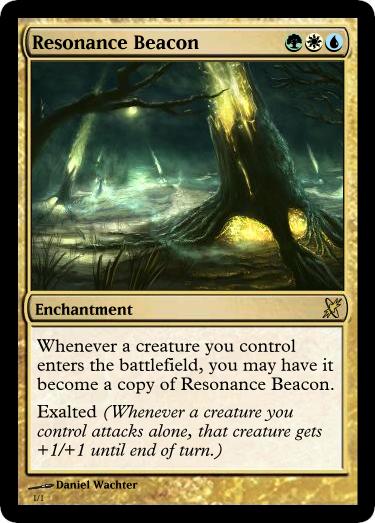 Resonance Beacon
Enchantment
Whenever a creature you control
enters the battlefield, you may have it
become a copy of Resonance Beacon.
Exalted (Whenever a creature you
control attacks alone, that creature gets
+1/+1 until end of turn.)
Daniel Wachter
1/1